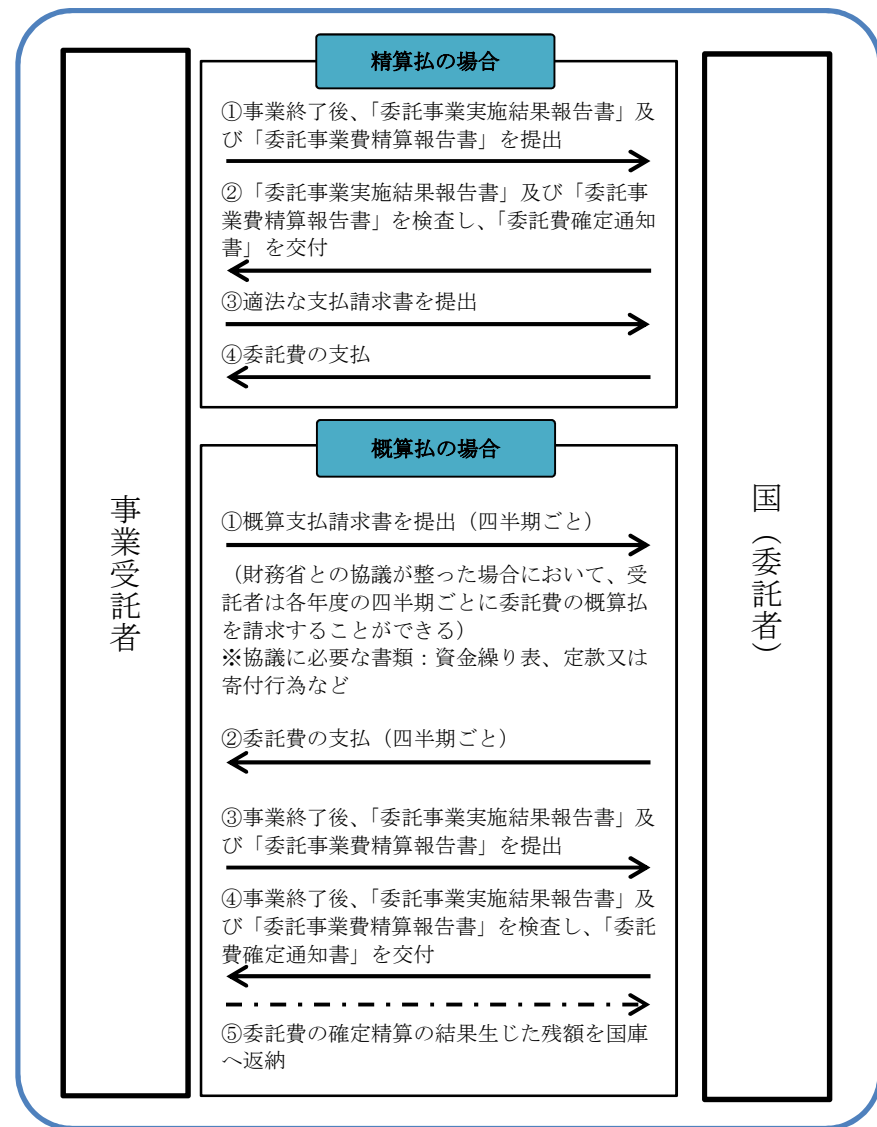 事業受託者
精算払の場合
①事業終了後、「委託事業実施結果報告書」及
び「委託事業費精算報告書」を提出
②「委託事業実施結果報告書」及び「委託事
業費精算報告書」を検査し、「委託費確定通知
書」を交付
③適法な支払請求書を提出
④委託費の支払
概算払の場合
①概算支払請求書を提出（四半期ごと）
（財務省との協議が整った場合において、受
託者は各年度の四半期ごとに委託費の概算払
を請求することができる）
※協議に必要な書類：資金繰り表、定款又は
寄付行為など
②委託費の支払（四半期ごと）
③事業終了後、「委託事業実施結果報告書」及
び「委託事業費精算報告書」を提出
④事業終了後、「委託事業実施結果報告書」及
び「委託事業費精算報告書」を検査し、「委託
費確定通知書」を交付
⑤委託費の確定精算の結果生じた残額を国庫
へ返納
国（委託者）